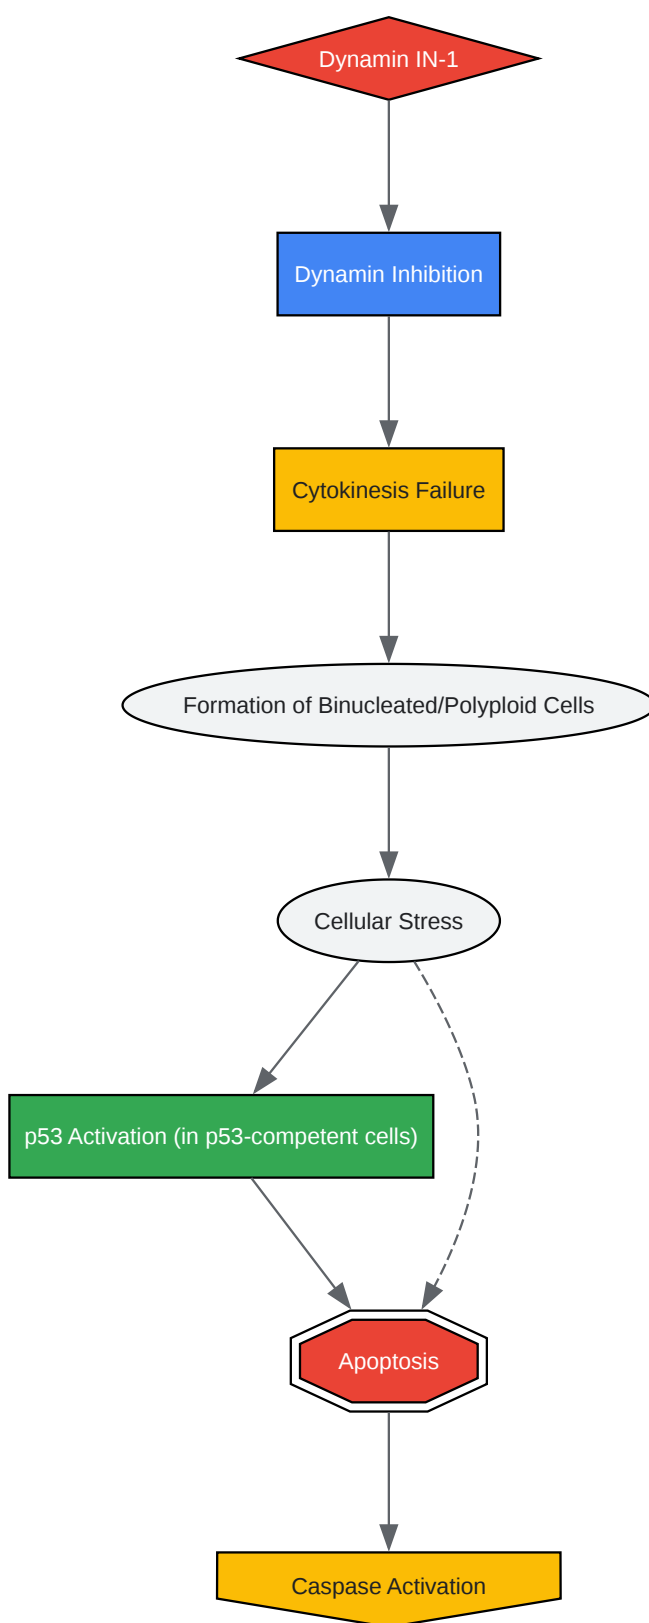 Dynamin IN-1
Dynamin Inhibition
Cytokinesis Failure
Formation of Binucleated/Polyploid Cells
Cellular Stress
p53 Activation (in p53-competent cells)
Apoptosis
Caspase Activation